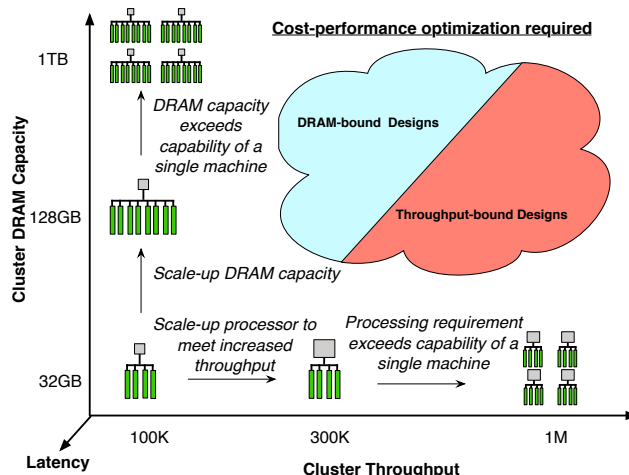 Cost-performance optimization required
1TB
DRAM capacity
exceeds
capability of a
single machine
DRAM-bound Designs
Throughput-bound Designs
Cluster DRAM Capacity
128GB
Scale-up DRAM capacity
Scale-up processor to
meet increased
throughput
Processing requirement
exceeds capability of a
single machine
32GB
100K
300K
1M
Latency
Cluster Throughput